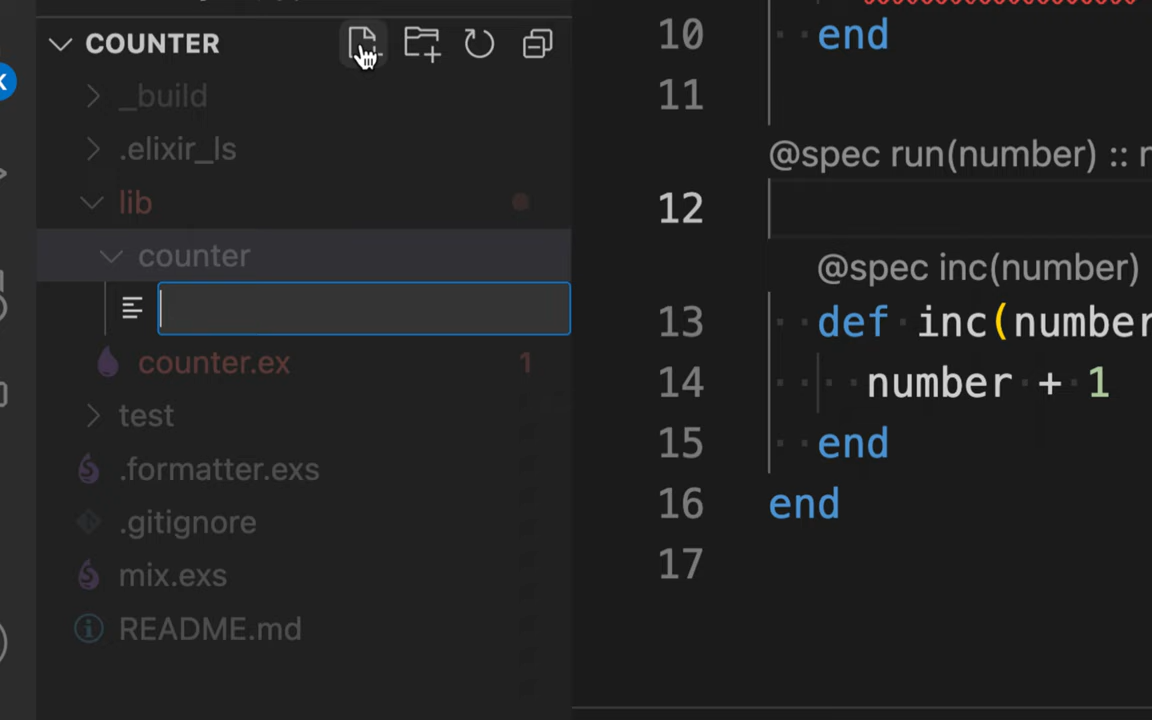 COUNTER
_build
.elixir_ls
lib
counter
counter.ex 1
test
.formatter.exs
.gitignore
mix.exs
README.md
10 end
11
@spec run(number) ::
12
@spec inc(number)
13 def inc(number
14 number + 1
15 end
16 end
17